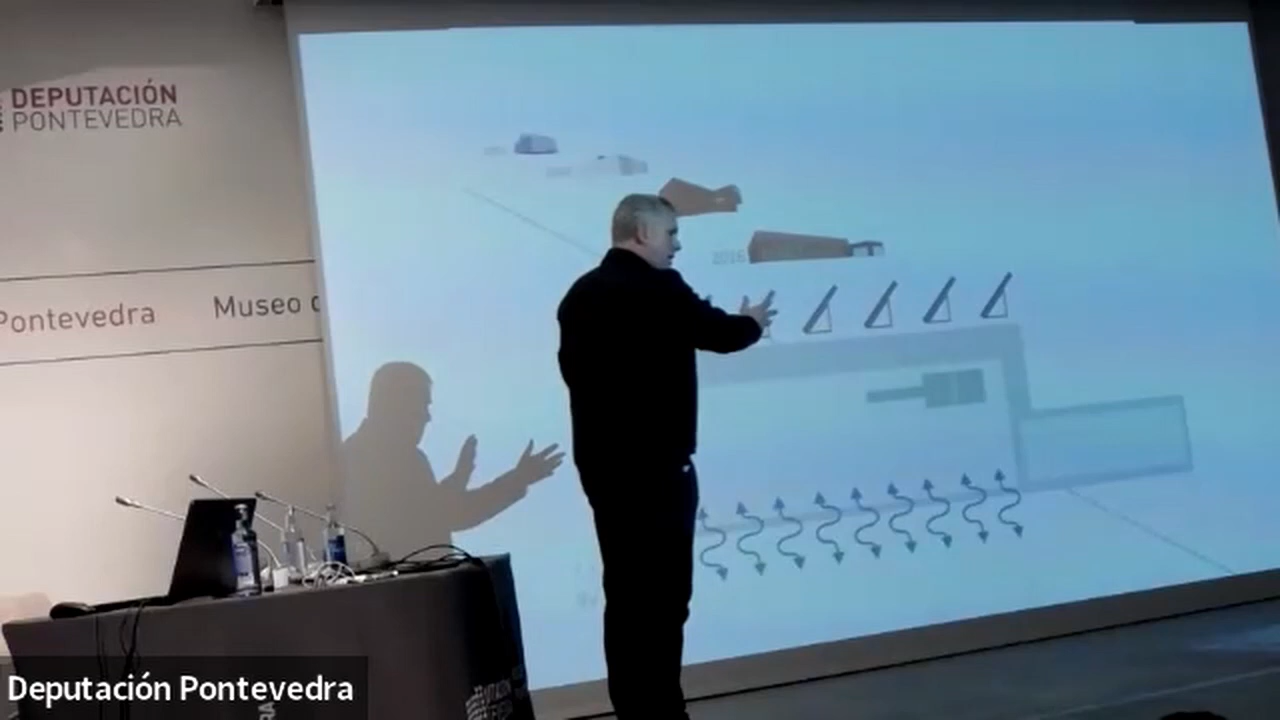 DEPUTACIÓN
PONTEVEDRA
Pontevedra Museo
2016
Deputación Pontevedra